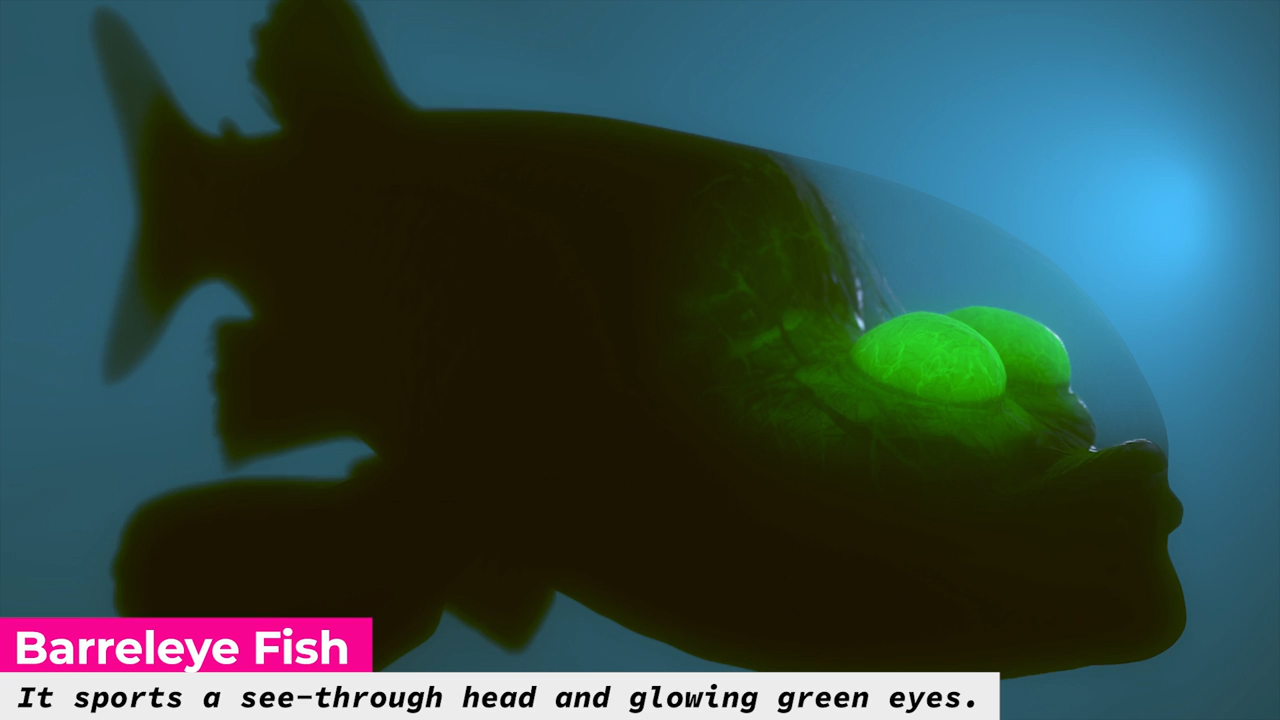 Barreleye Fish
It sports a see-through head and glowing green eyes.